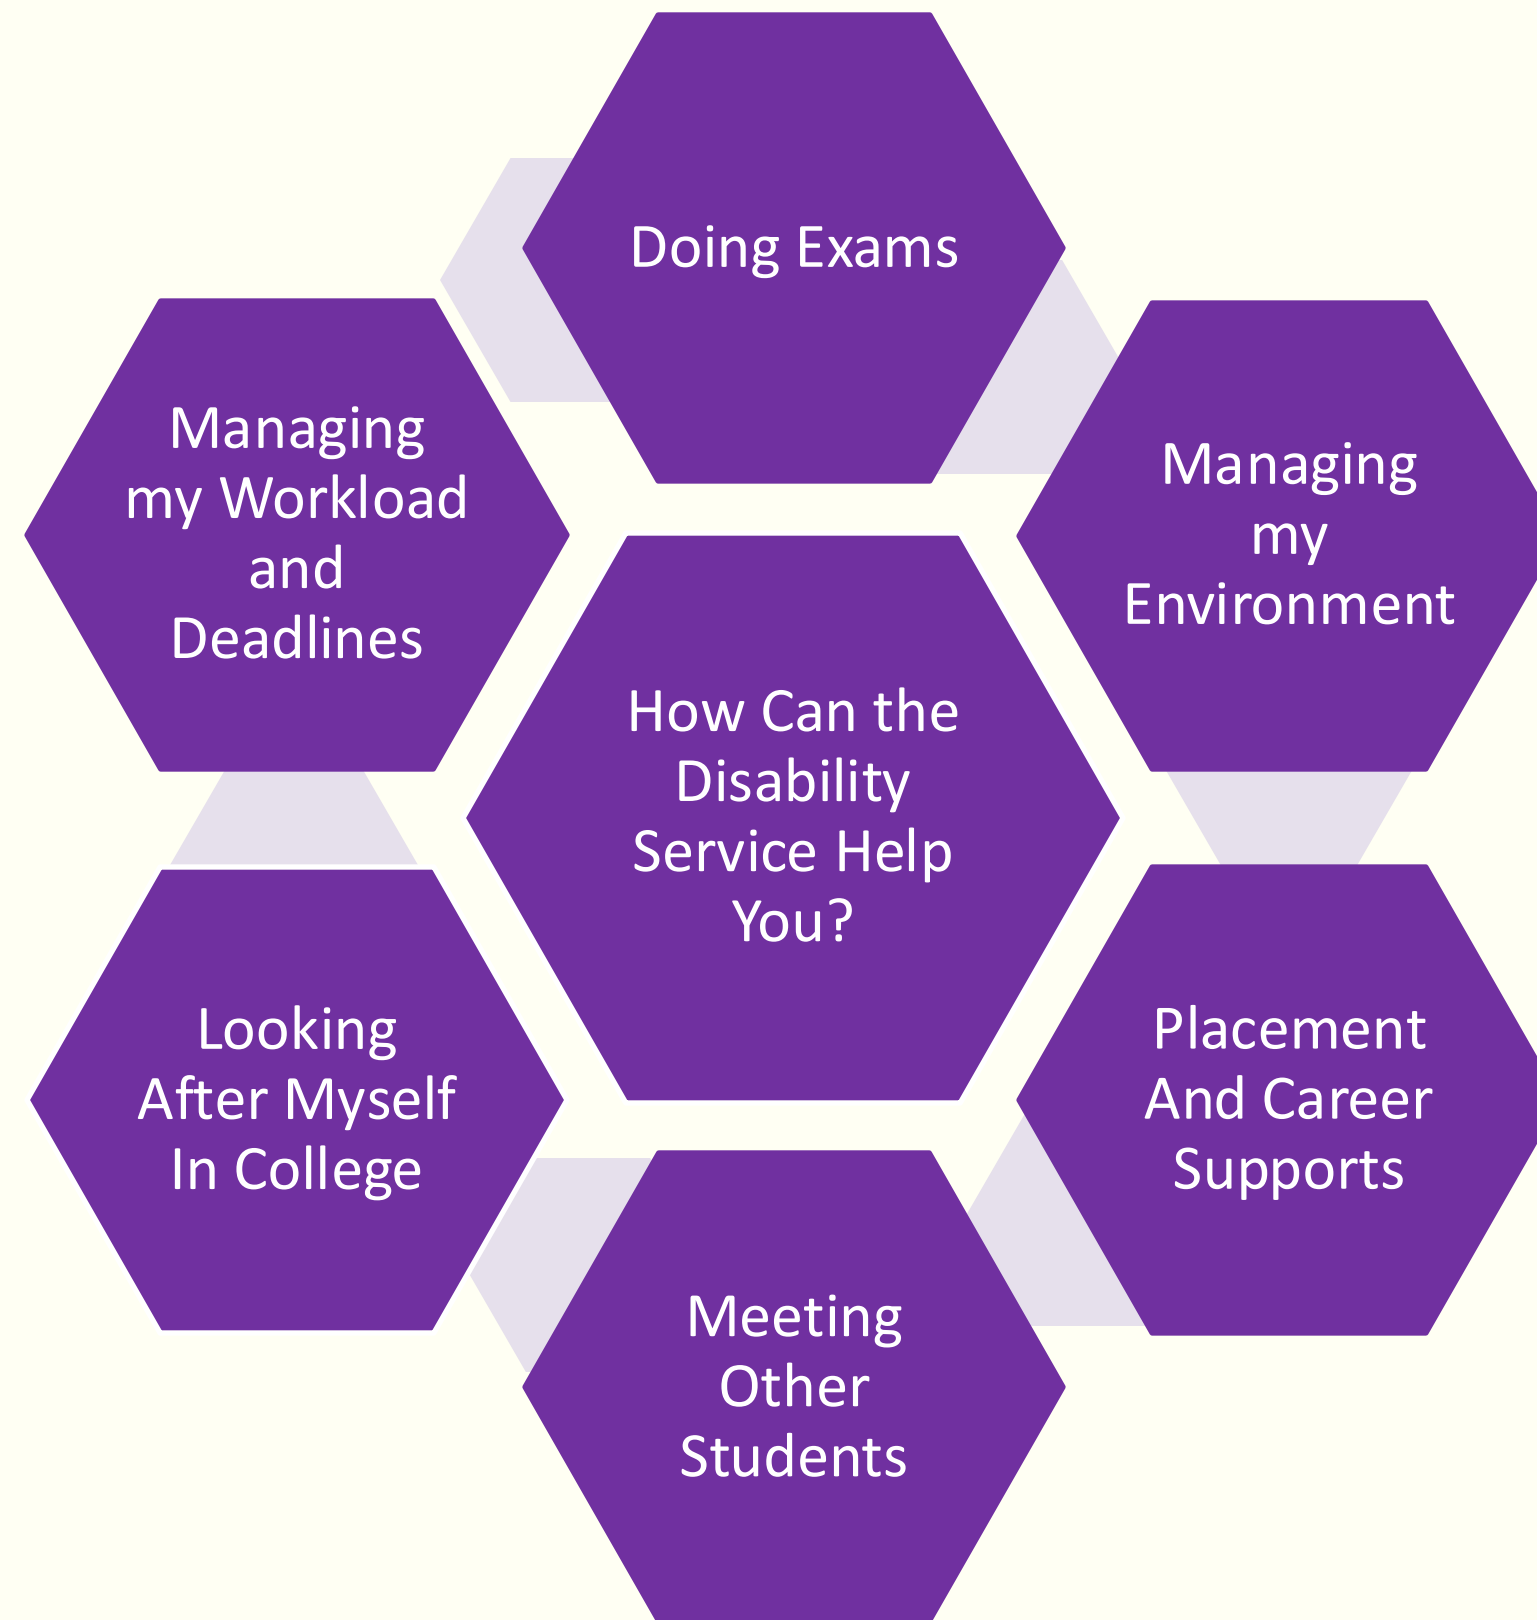 Doing Exams
Managing
my
Environment
Placement
And Career
Supports
Meeting
Other
Students
Looking
After Myself
In College
Managing
my Workload
and
Deadlines
How Can the
Disability
Service Help
You?